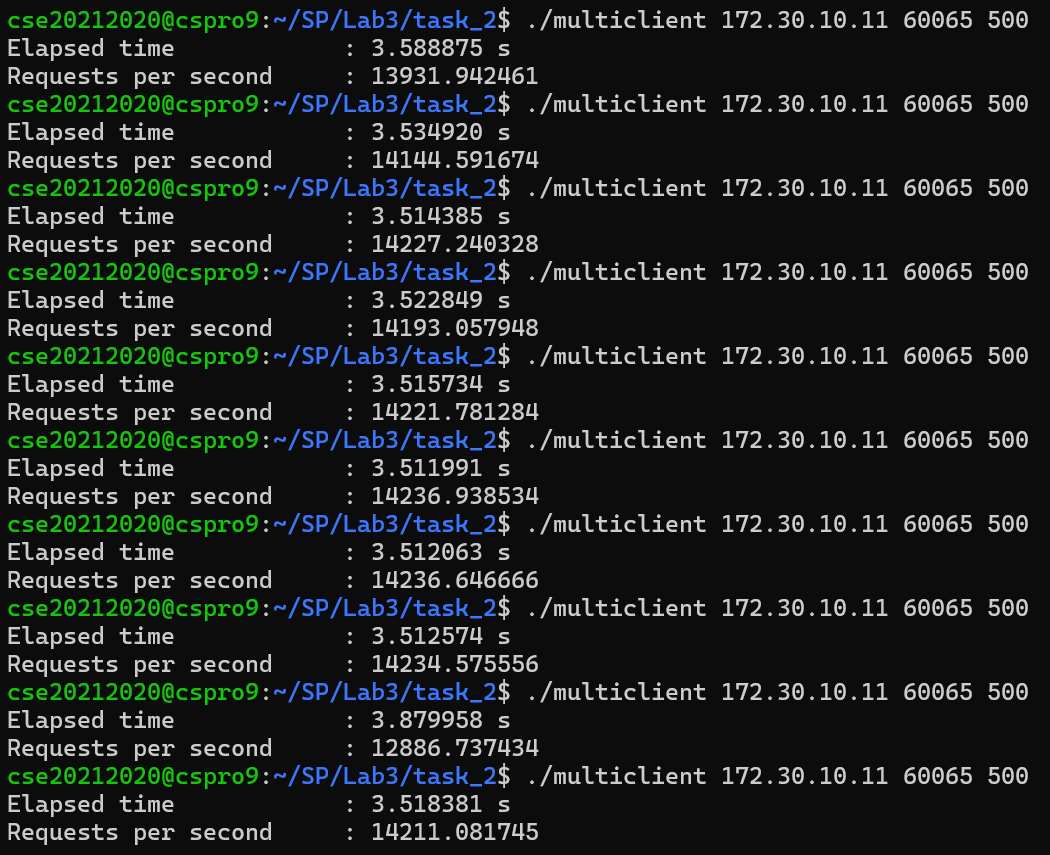 cse20212020@cspro9:~/SP/Lab3/task_2$ ./multiclient 172.30.10.11 60065 500
Elapsed time            : 3.588875 s
Requests per second     : 13931.942461
cse20212020@cspro9:~/SP/Lab3/task_2$ ./multiclient 172.30.10.11 60065 500
Elapsed time            : 3.534920 s
Requests per second     : 14144.591674
cse20212020@cspro9:~/SP/Lab3/task_2$ ./multiclient 172.30.10.11 60065 500
Elapsed time            : 3.514385 s
Requests per second     : 14227.240328
cse20212020@cspro9:~/SP/Lab3/task_2$ ./multiclient 172.30.10.11 60065 500
Elapsed time            : 3.522849 s
Requests per second     : 14193.057948
cse20212020@cspro9:~/SP/Lab3/task_2$ ./multiclient 172.30.10.11 60065 500
Elapsed time            : 3.515734 s
Requests per second     : 14221.781284
cse20212020@cspro9:~/SP/Lab3/task_2$ ./multiclient 172.30.10.11 60065 500
Elapsed time            : 3.511991 s
Requests per second     : 14236.938534
cse20212020@cspro9:~/SP/Lab3/task_2$ ./multiclient 172.30.10.11 60065 500
Elapsed time            : 3.512063 s
Requests per second     : 14236.646666
cse20212020@cspro9:~/SP/Lab3/task_2$ ./multiclient 172.30.10.11 60065 500
Elapsed time            : 3.512574 s
Requests per second     : 14234.575556
cse20212020@cspro9:~/SP/Lab3/task_2$ ./multiclient 172.30.10.11 60065 500
Elapsed time            : 3.879958 s
Requests per second     : 12886.737434
cse20212020@cspro9:~/SP/Lab3/task_2$ ./multiclient 172.30.10.11 60065 500
Elapsed time            : 3.518381 s
Requests per second     : 14211.081745